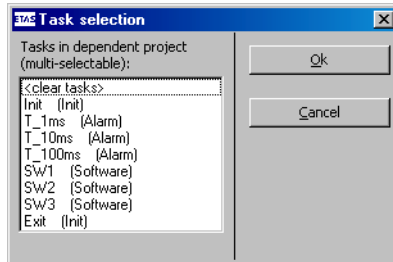 ETAS Task selection
Tasks in dependent project
(multi-selectable):
<clear tasks>
Init (Init)
T_1ms (Alarm)
T_10ms (Alarm)
T_100ms (Alarm)
SW1 (Software)
SW2 (Software)
SW3 (Software)
Exit (Init)
Ok
Cancel